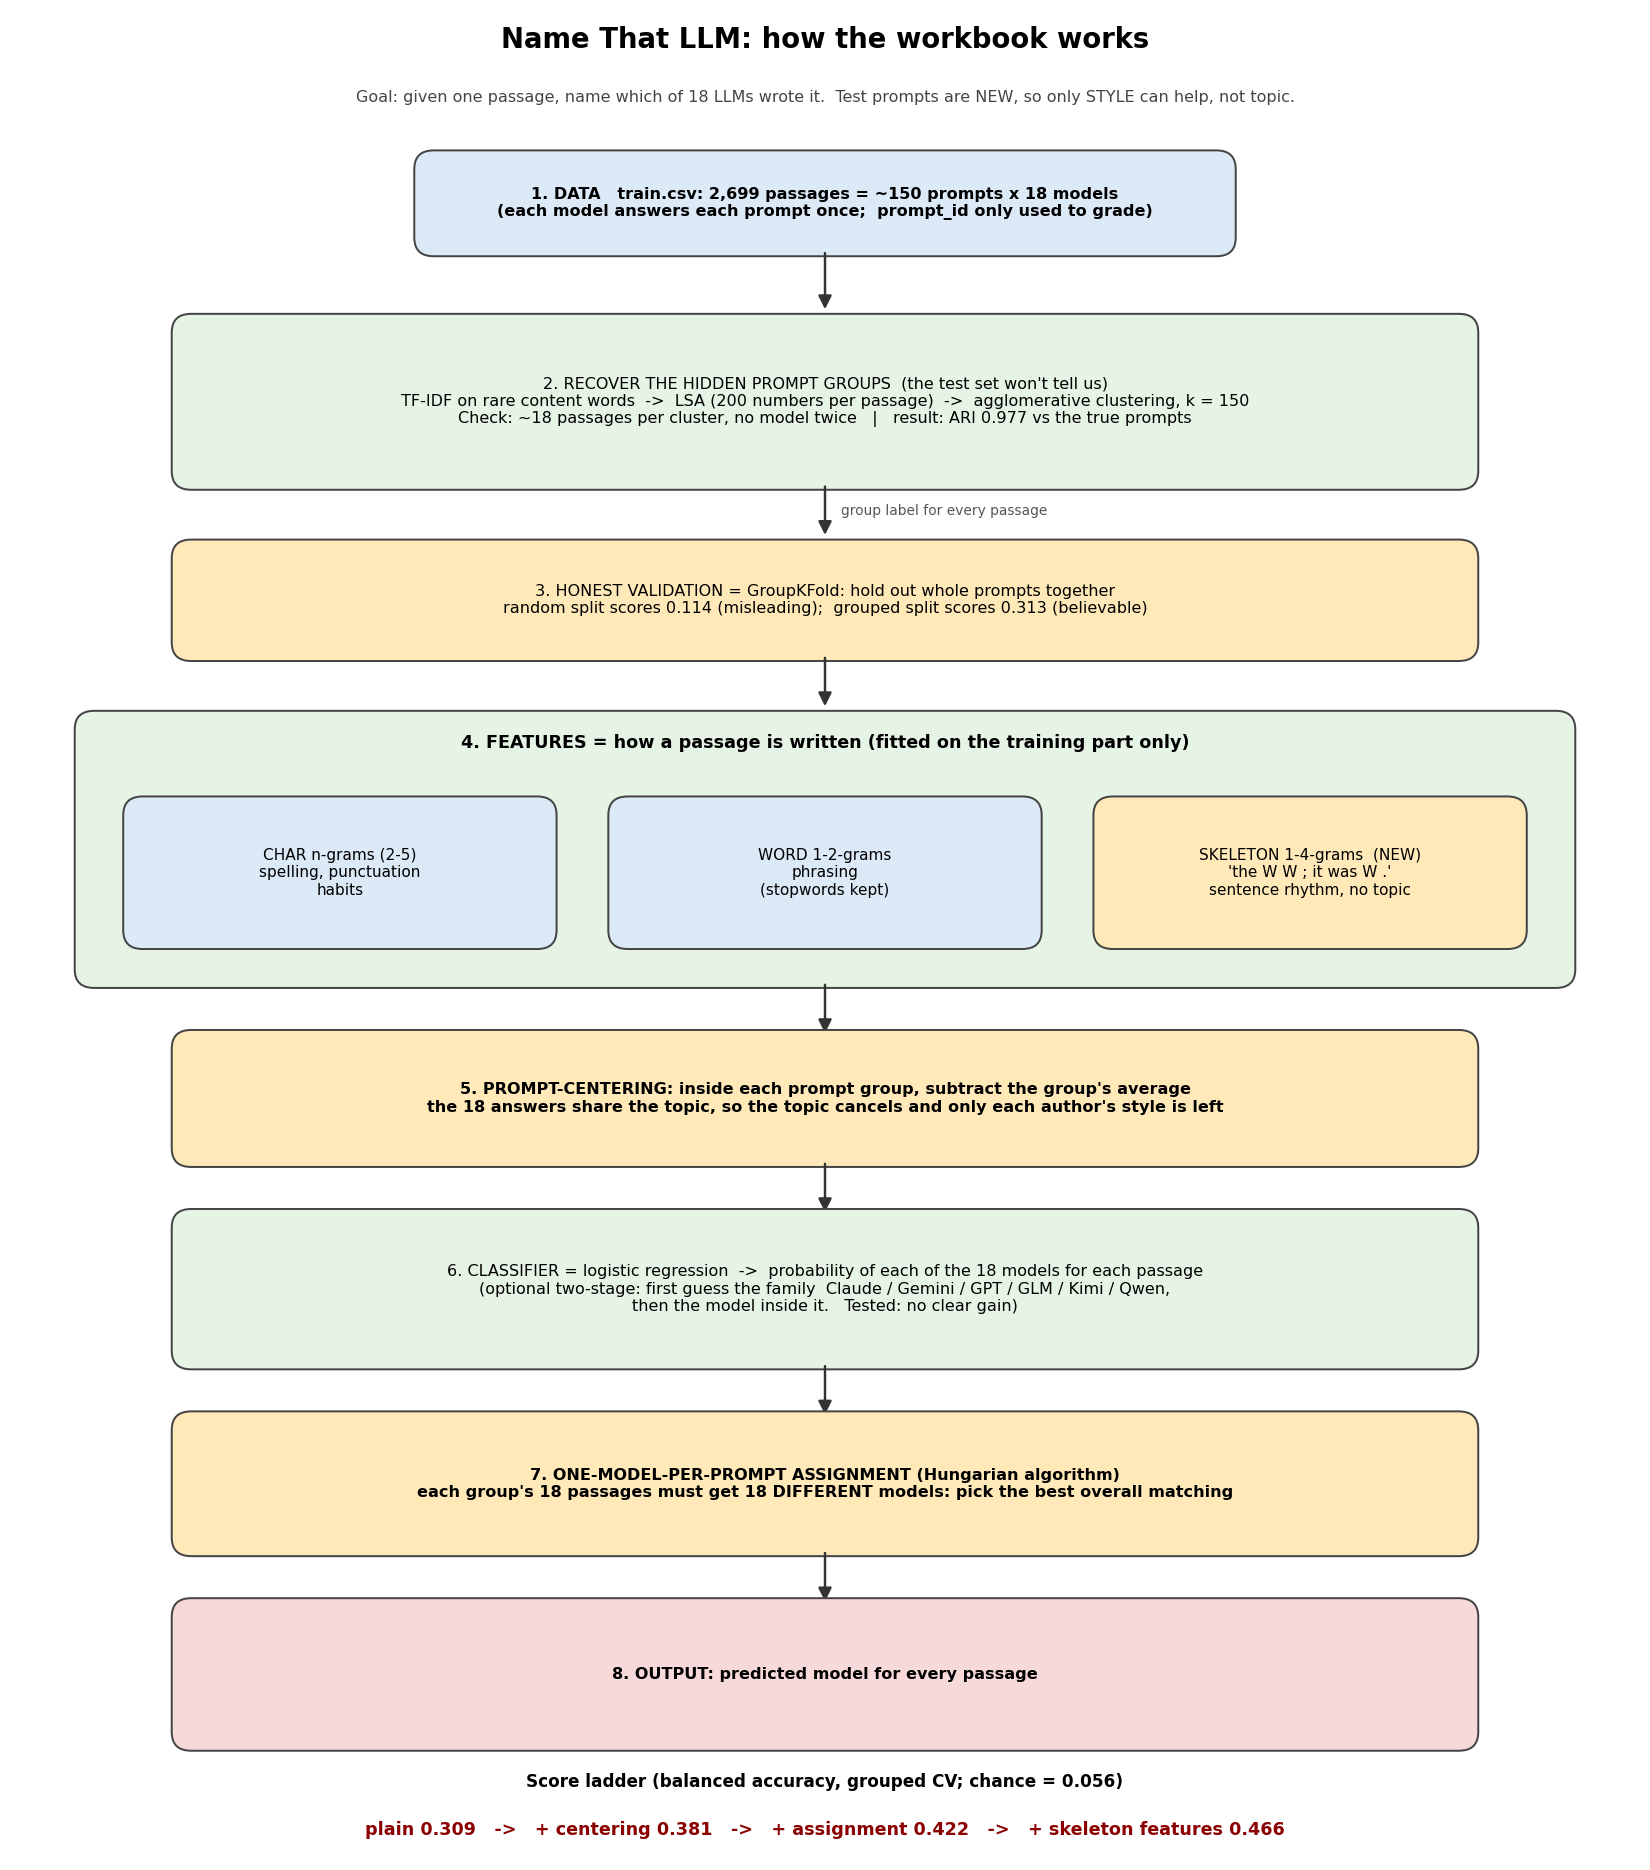 Name That LLM: how the workbook works
Goal: given one passage, name which of 18 LLMs wrote it.  Test prompts are NEW, so only STYLE can help, not topic.
1. DATA   train.csv: 2,699 passages = ~150 prompts x 18 models
(each model answers each prompt once;  prompt_id only used to grade)
2. RECOVER THE HIDDEN PROMPT GROUPS  (the test set won't tell us)
TF-IDF on rare content words  ->  LSA (200 numbers per passage)  ->  agglomerative clustering, k = 150
Check: ~18 passages per cluster, no model twice   |   result: ARI 0.977 vs the true prompts
group label for every passage
3. HONEST VALIDATION = GroupKFold: hold out whole prompts together
random split scores 0.114 (misleading);  grouped split scores 0.313 (believable)
4. FEATURES = how a passage is written (fitted on the training part only)
CHAR n-grams (2-5)
spelling, punctuation
habits
WORD 1-2-grams
phrasing
(stopwords kept)
SKELETON 1-4-grams  (NEW)
'the W W ; it was W .'
sentence rhythm, no topic
5. PROMPT-CENTERING: inside each prompt group, subtract the group's average
the 18 answers share the topic, so the topic cancels and only each author's style is left
6. CLASSIFIER = logistic regression  ->  probability of each of the 18 models for each passage
(optional two-stage: first guess the family  Claude / Gemini / GPT / GLM / Kimi / Qwen,
then the model inside it.   Tested: no clear gain)
7. ONE-MODEL-PER-PROMPT ASSIGNMENT (Hungarian algorithm)
each group's 18 passages must get 18 DIFFERENT models: pick the best overall matching
8. OUTPUT: predicted model for every passage
Score ladder (balanced accuracy, grouped CV; chance = 0.056)
plain 0.309   ->   + centering 0.381   ->   + assignment 0.422   ->   + skeleton features 0.466